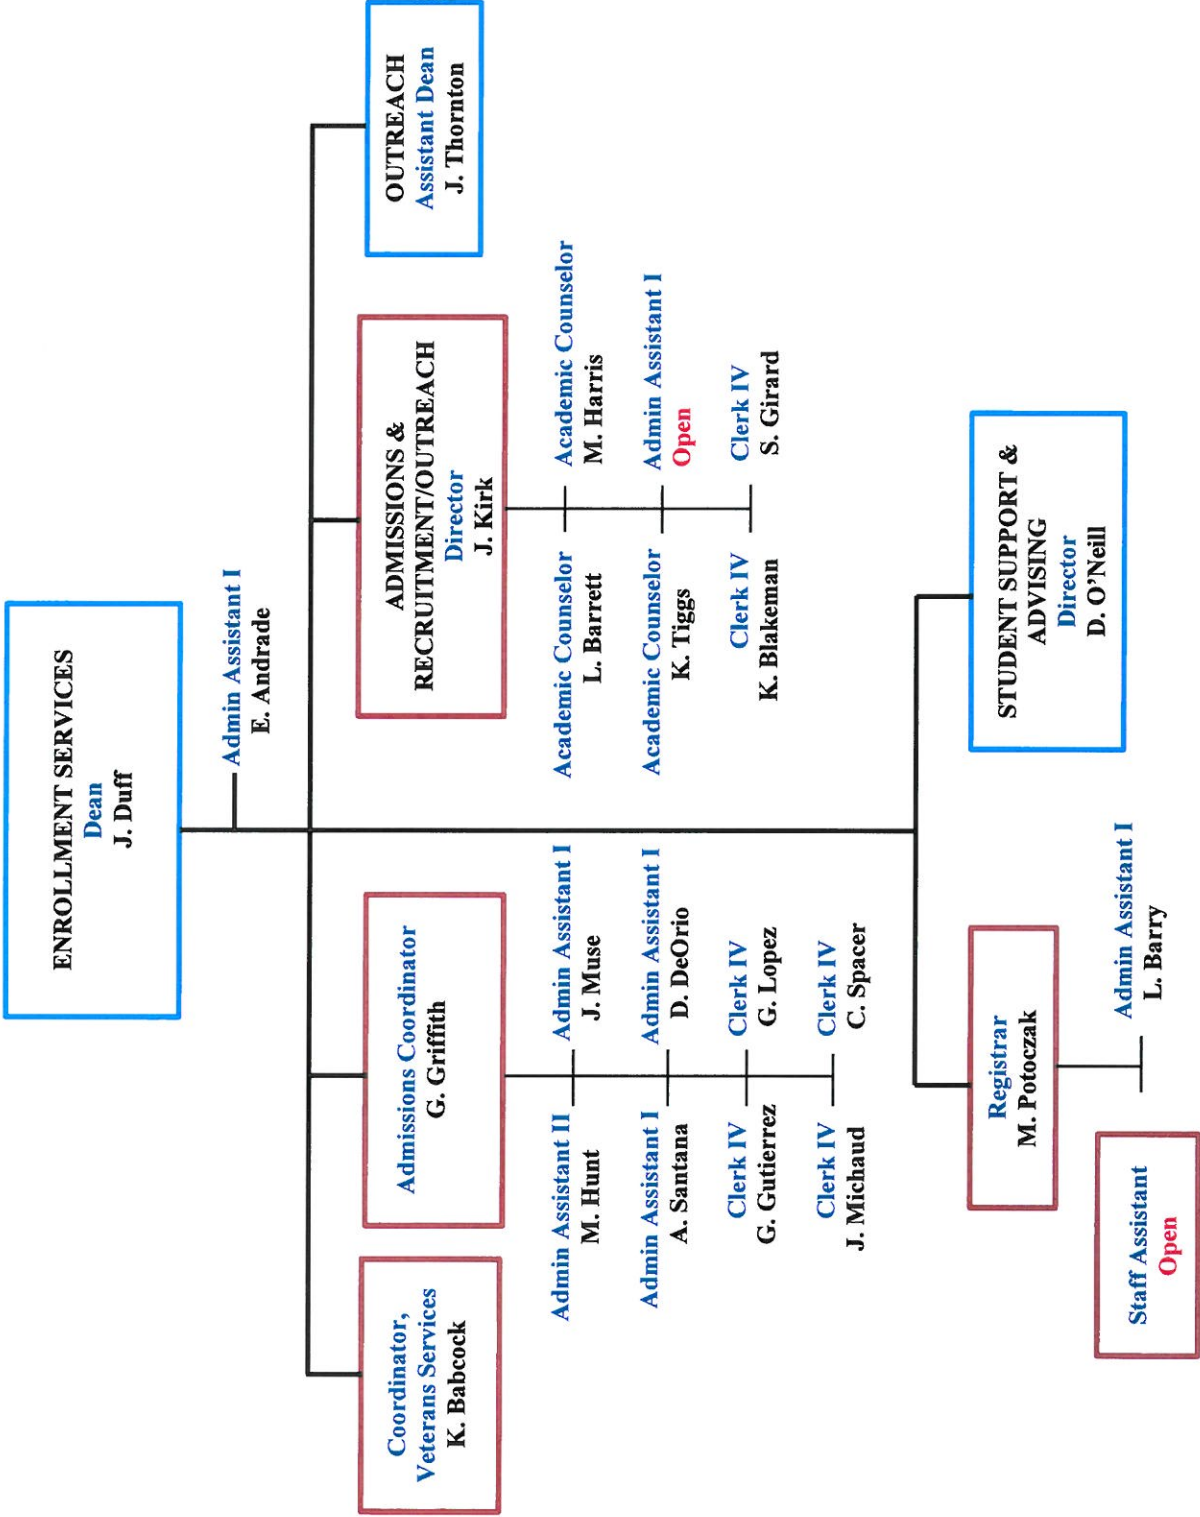 ENROLLMENT SERVICES
Dean
J. Duff
Admin Assistant I
E. Andrade
Coordinator,
Veterans Services
K. Babcock
Admissions Coordinator
G. Griffith
ADMISSIONS &
RECRUITMENT/OUTREACH
Director
J. Kirk
OUTREACH
Assistant Dean
J. Thornton
Admin Assistant II
M. Hunt
Admin Assistant I
J. Muse
Admin Assistant I
A. Santana
Admin Assistant I
D. DeOrio
Clerk IV
G. Gutierrez
Clerk IV
G. Lopez
Clerk IV
J. Michaud
Clerk IV
C. Spacer
Academic Counselor
L. Barrett
Academic Counselor
M. Harris
Academic Counselor
K. Tiggs
Admin Assistant I
Open
Clerk IV
K. Blakeman
Clerk IV
S. Girard
Registrar
M. Potoczak
Staff Assistant
Open
Admin Assistant I
L. Barry
STUDENT SUPPORT &
ADVISING
Director
D. O’Neill